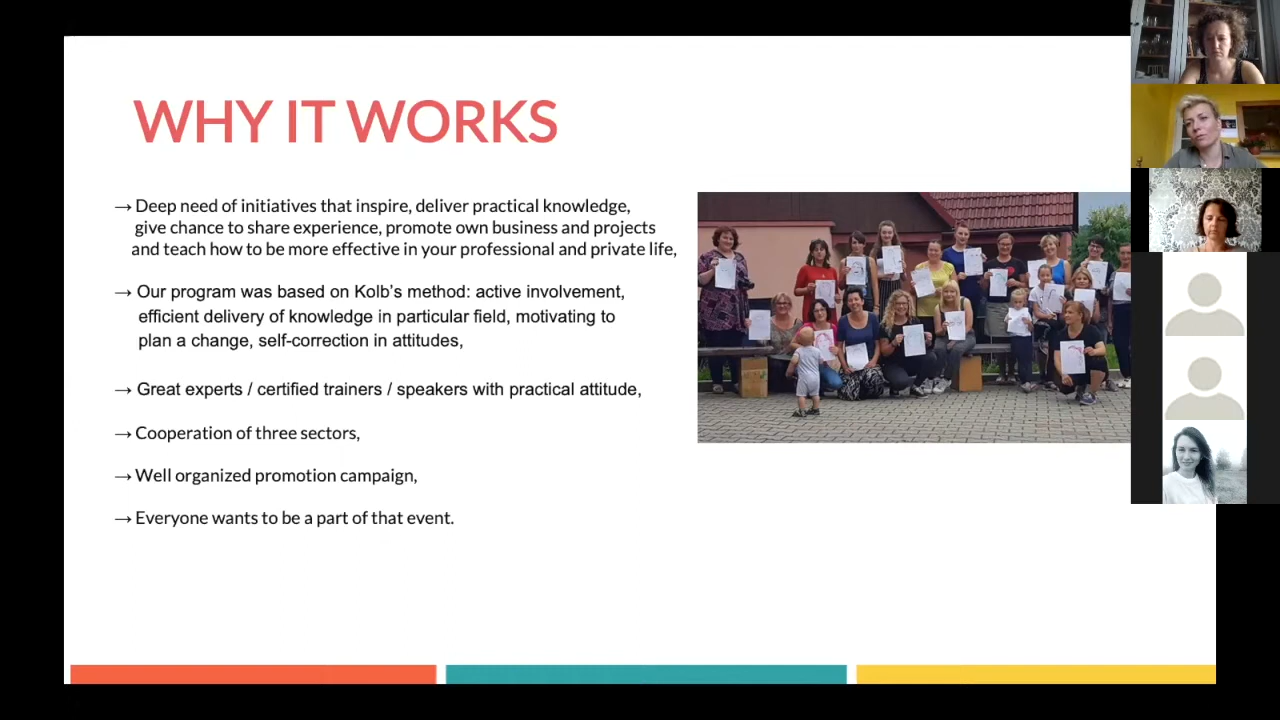 WHY IT WORKS
→ Deep need of initiatives that inspire, deliver practical knowledge,
give chance to share experience, promote own business and projects
and teach how to be more effective in your professional and private life,
→ Our program was based on Kolb's method: active involvement,
efficient delivery of knowledge in particular field, motivating to
plan a change, self-correction in attitudes,
→ Great experts / certified trainers / speakers with practical attitude,
→ Cooperation of three sectors,
→ Well organized promotion campaign,
→ Everyone wants to be a part of that event.